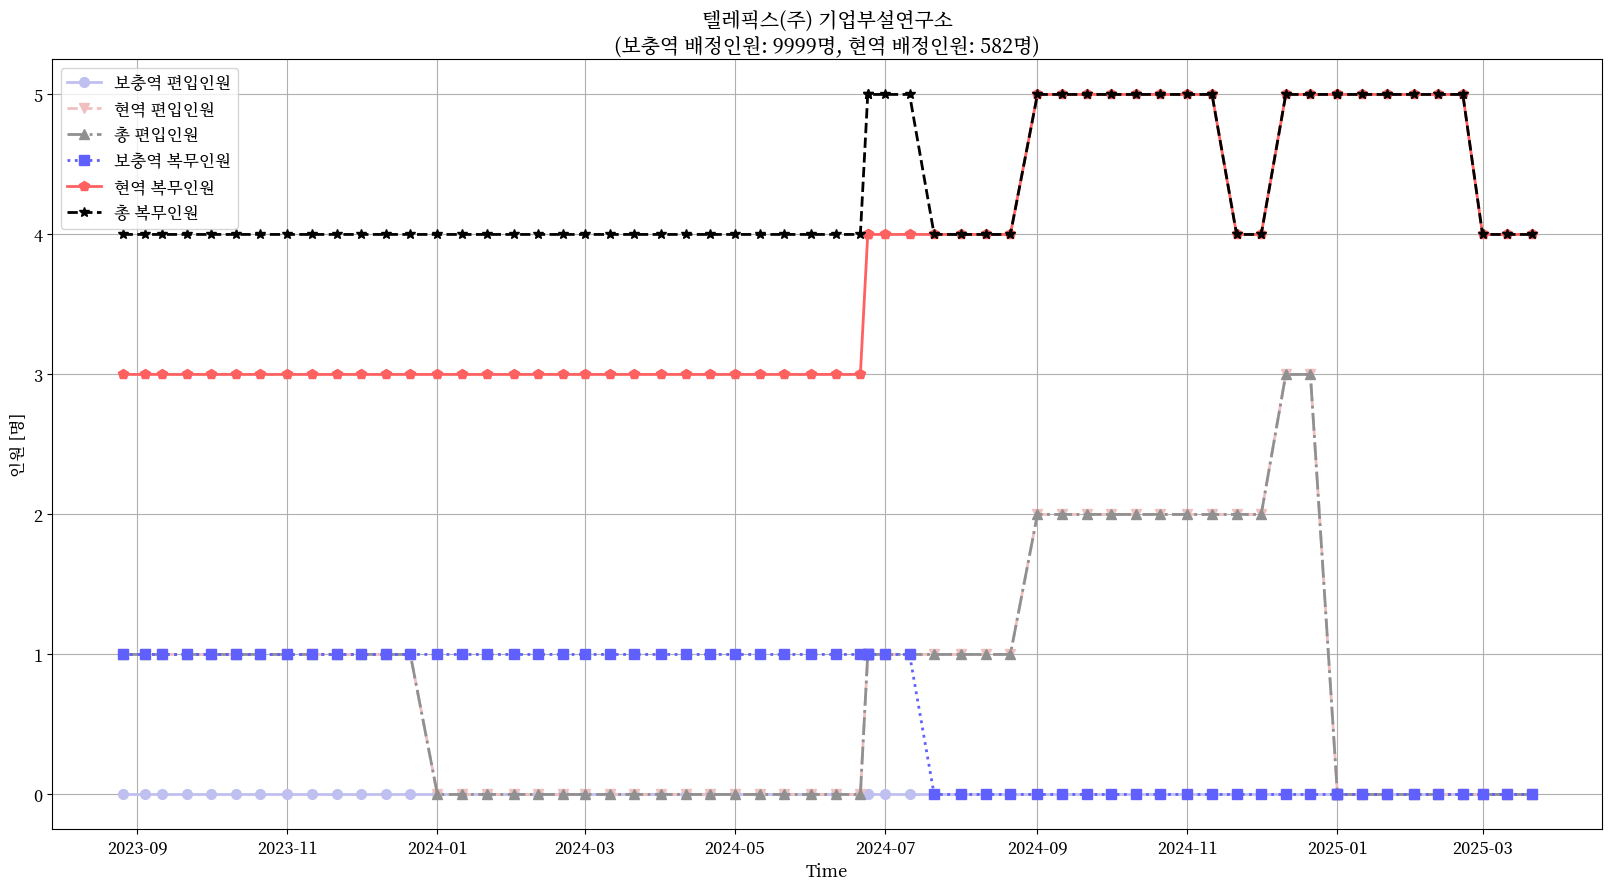 텔레픽스(주) 기업부설연구소
(보충역 배정인원: 9999명, 현역 배정인원: 582명)
보충역 편입인원
현역 편입인원
총 편입인원
보충역 복무인원
현역 복무인원
총 복무인원
5
4
3
2
1
0
인원 [명]
2023-09
2023-11
2024-01
2024-03
2024-05
2024-07
2024-09
2024-11
2025-01
2025-03
Time